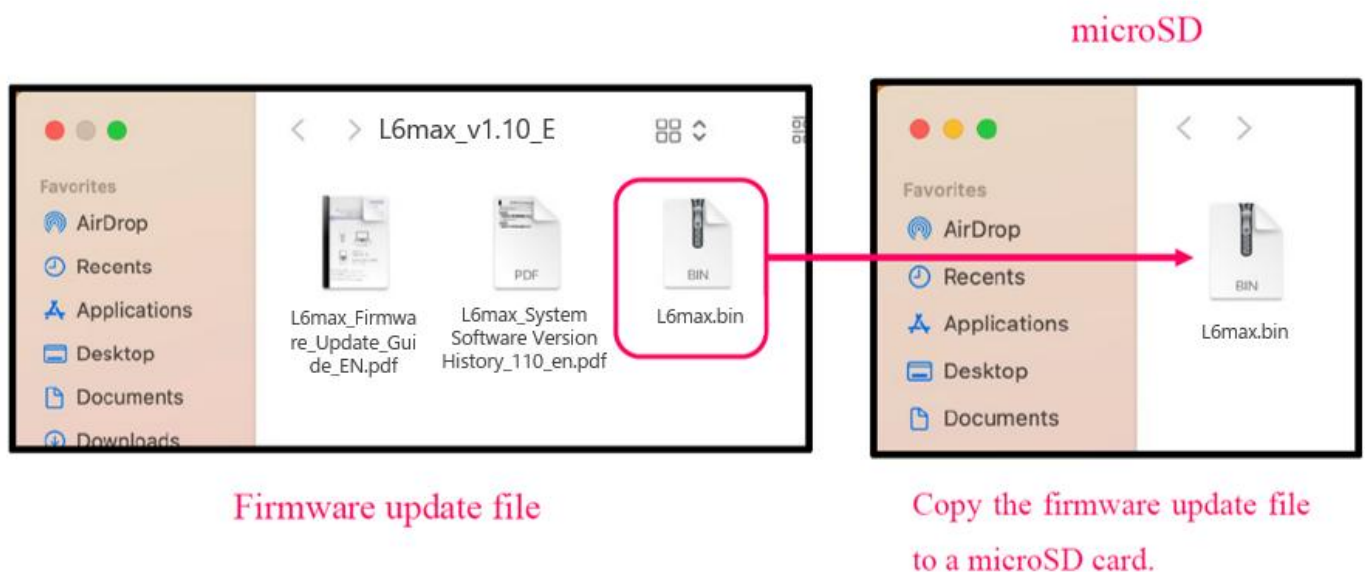 microSD
L6max_v1.10_E
Favorites
AirDrop
Recents
Applications
Desktop
Documents
Downloads
L6max_Firmwa
re_Update_Gui
de_EN.pdf
PDF
L6max_System
Software Version
History_110_en.pdf
BIN
L6max.bin
Favorites
AirDrop
Recents
Applications
Desktop
Documents
BIN
L6max.bin
Firmware update file
Copy the firmware update file
to a microSD card.